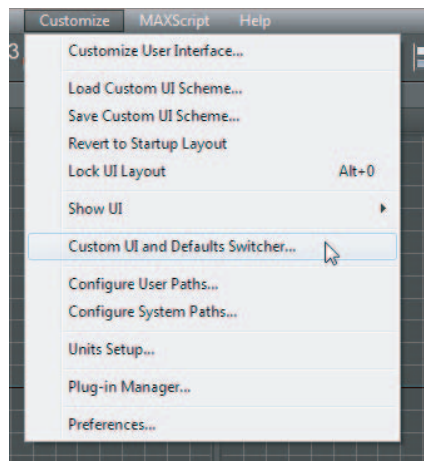 Customize MAXScript Help
3
Customize User Interface...
Load Custom UI Scheme...
Save Custom UI Scheme...
Revert to Startup Layout
Lock UI Layout Alt+0
Show UI
Custom UI and Defaults Switcher...
Configure User Paths...
Configure System Paths...
Units Setup...
Plug-in Manager...
Preferences...